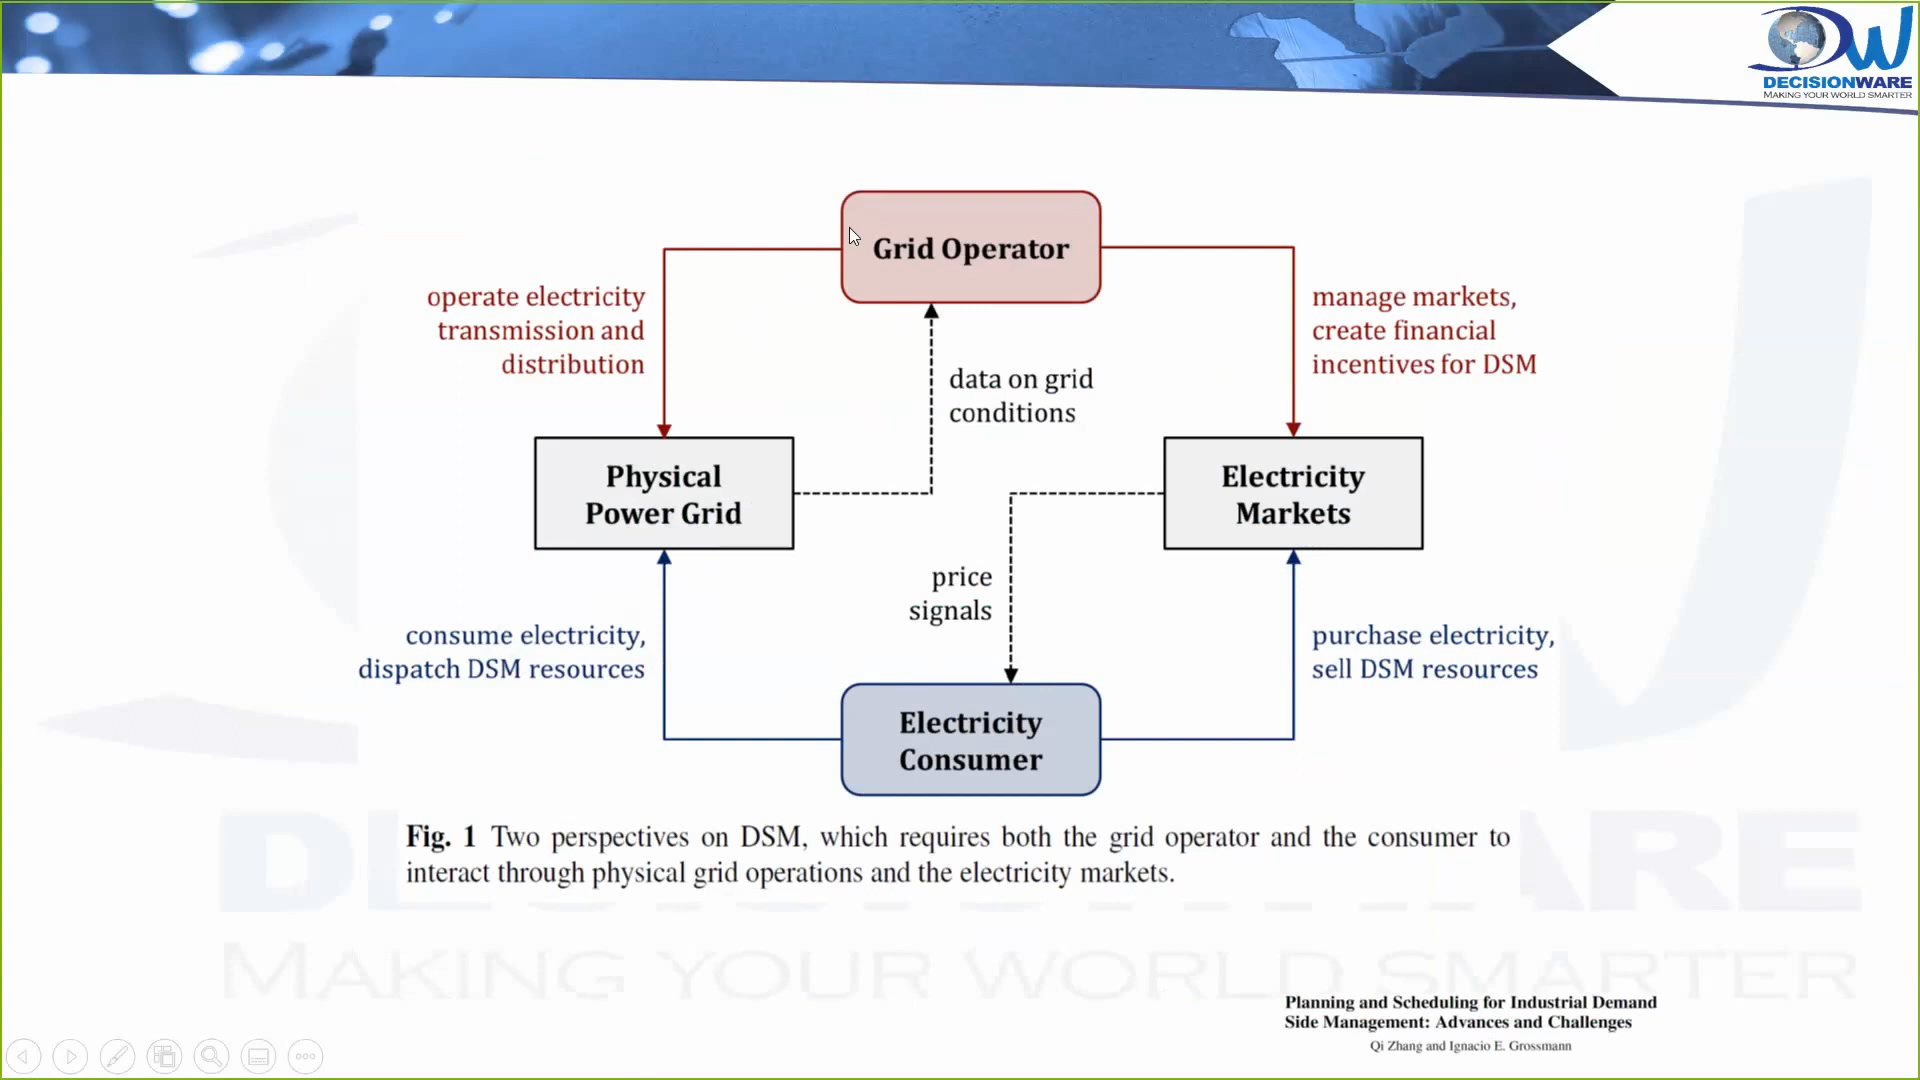 DECISIONWARE
MAKING YOUR WORLD SMARTER
Grid Operator
operate electricity
transmission and
distribution
manage markets,
create financial
incentives for DSM
data on grid
conditions
Physical
Power Grid
Electricity
Markets
price
signals
consume electricity,
dispatch DSM resources
purchase electricity,
sell DSM resources
Electricity
Consumer
Fig. 1 Two perspectives on DSM, which requires both the grid operator and the consumer to
interact through physical grid operations and the electricity markets.
MAKING YOUR WORLD SMARTER
Planning and Scheduling for Industrial Demand
Side Management: Advances and Challenges
Qi Zhang and Ignacio E. Grossmann